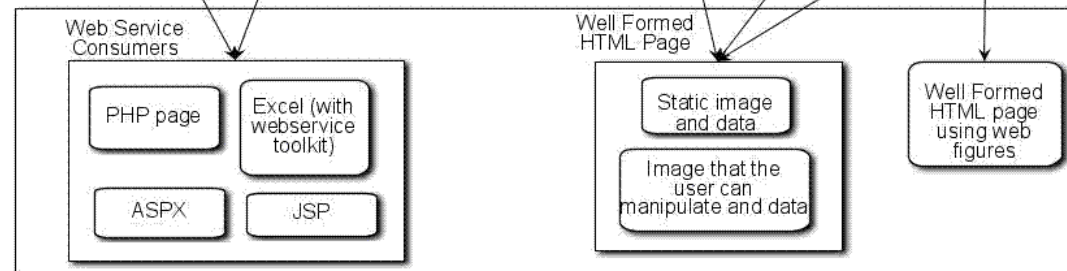 Web Service
Consumers
PHP page
Excel (with
webservice
toolkit)
ASPX
JSP
Well Formed
HTML Page
Static image
and data
Image that the
user can
manipulate and data
Well Formed
HTML page
using web
figures